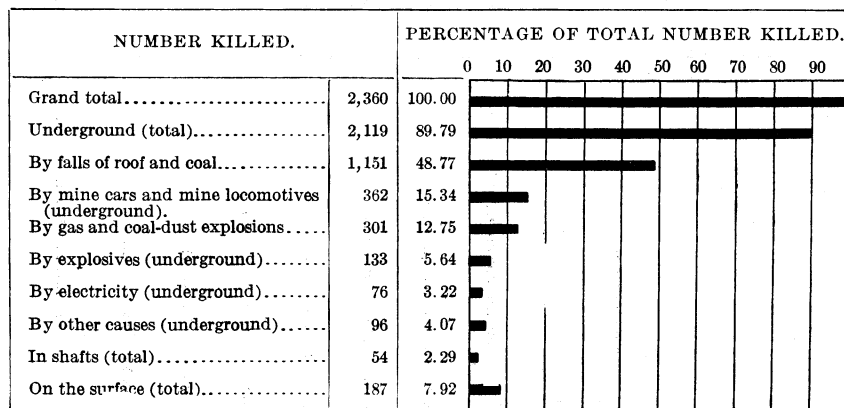 NUMBER KILLED.
PERCENTAGE OF TOTAL NUMBER KILLED.
0 10 20 30 40 50 60 70 80 90
Grand total.......................... 2,360 100.00
Underground (total)................. 2,119 89.79
By falls of roof and coal.............. 1,151 48.77
By mine cars and mine locomotives 362 15.34
(underground).
By gas and coal-dust explosions..... 301 12.75
By explosives (underground)........ 133 5.64
By electricity (underground)........ 76 3.22
By other causes (underground)...... 96 4.07
In shafts (total)...................... 54 2.29
On the surface (total)................ 187 7.92